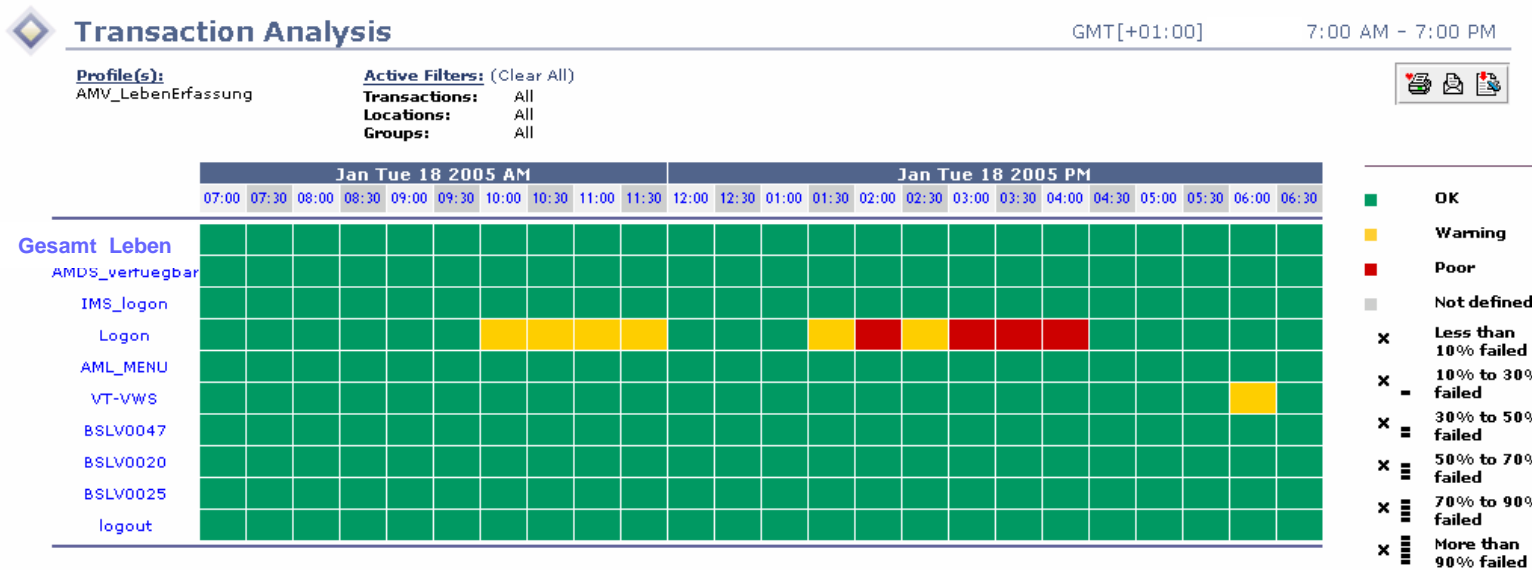 Transaction Analysis
GMT[+01:00] 7:00 AM - 7:00 PM
Profile(s):
AMV_LebenErfassung
Active Filters: (Clear All)
Transactions: All
Locations: All
Groups: All
Jan Tue 18 2005 AM Jan Tue 18 2005 PM
07:00 07:30 08:00 08:30 09:00 09:30 10:00 10:30 11:00 11:30 12:00 12:30 01:00 01:30 02:00 02:30 03:00 03:30 04:00 04:30 05:00 05:30 06:00 06:30
Gesamt Leben
AMDS_verfuegbar
IMS_logon
Logon
AML_MENU
VT-VWS
BSLV0047
BSLV0020
BSLV0025
logout
OK
Warning
Poor
Not defined
Less than
10% failed
10% to 30%
failed
30% to 50%
failed
50% to 70%
failed
70% to 90%
failed
More than
90% failed